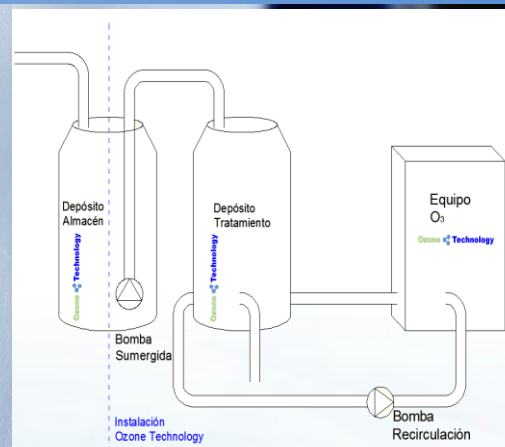 Depósito
Almacén
Ozone Technology
Bomba
Sumergida
Instalación
Ozone Technology
Depósito
Tratamiento
Ozone Technology
Equipo
O₃
Ozone Technology
Bomba
Recirculación